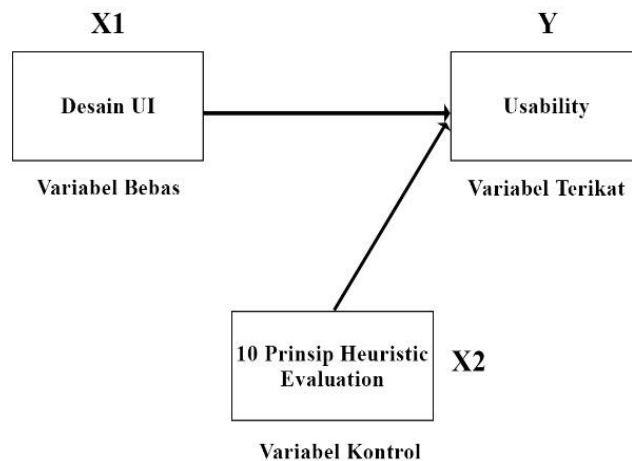 X1
Y
Desain UI
Usability
Variabel Bebas
Variabel Terikat
10 Prinsip Heuristic
Evaluation
X2
Variabel Kontrol